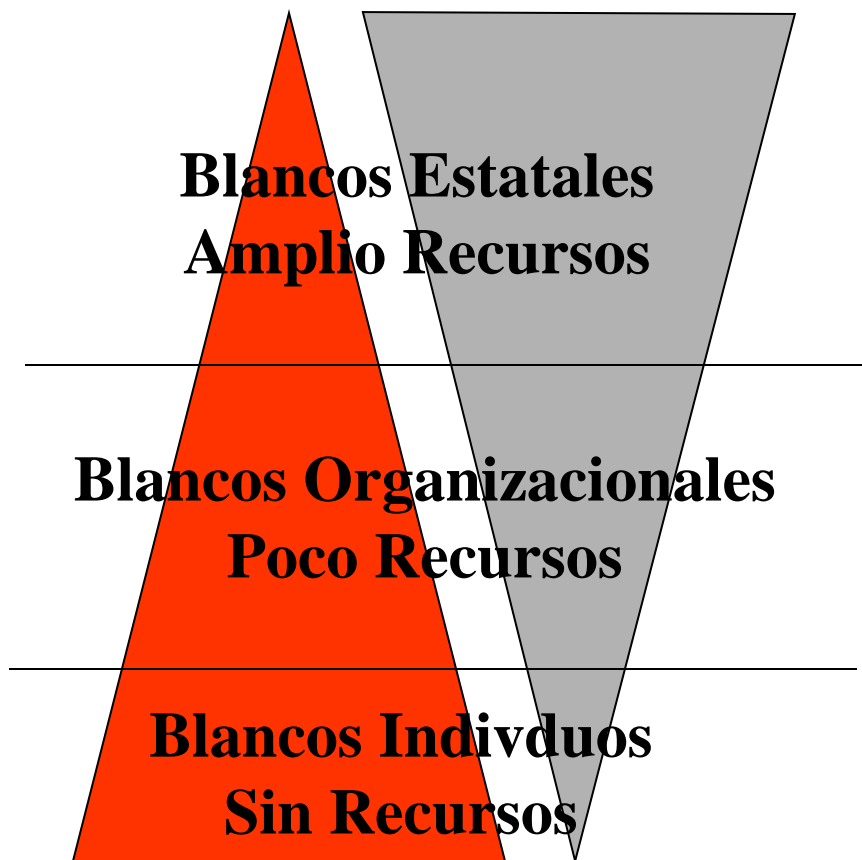 Blancos Estatales
Amplio Recursos
Blancos Organizacionales
Poco Recursos
Blancos Indivduos
Sin Recursos